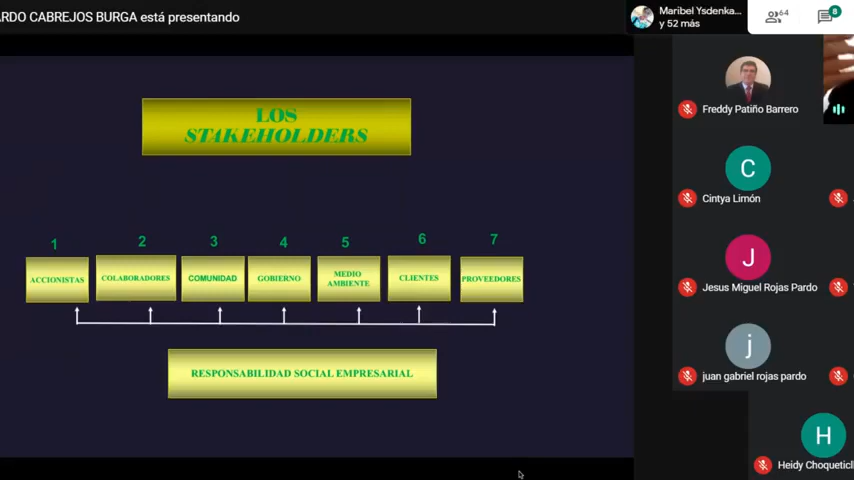 ARDO CABREJOS BURGA está presentando
Maribel Ysdenka...
y 52 más
64
8
LOS
STAKEHOLDERS
Freddy Patiño Barrero
C
Cintya Limón
1 2 3 4 5 6 7
ACCIONISTAS
COLABORADORES
COMUNIDAD
GOBIERNO
MEDIO
AMBIENTE
CLIENTES
PROVEEDORES
J
Jesus Miguel Rojas Pardo
RESPONSABILIDAD SOCIAL EMPRESARIAL
j
juan gabriel rojas pardo
H
Heidy Choqueticll